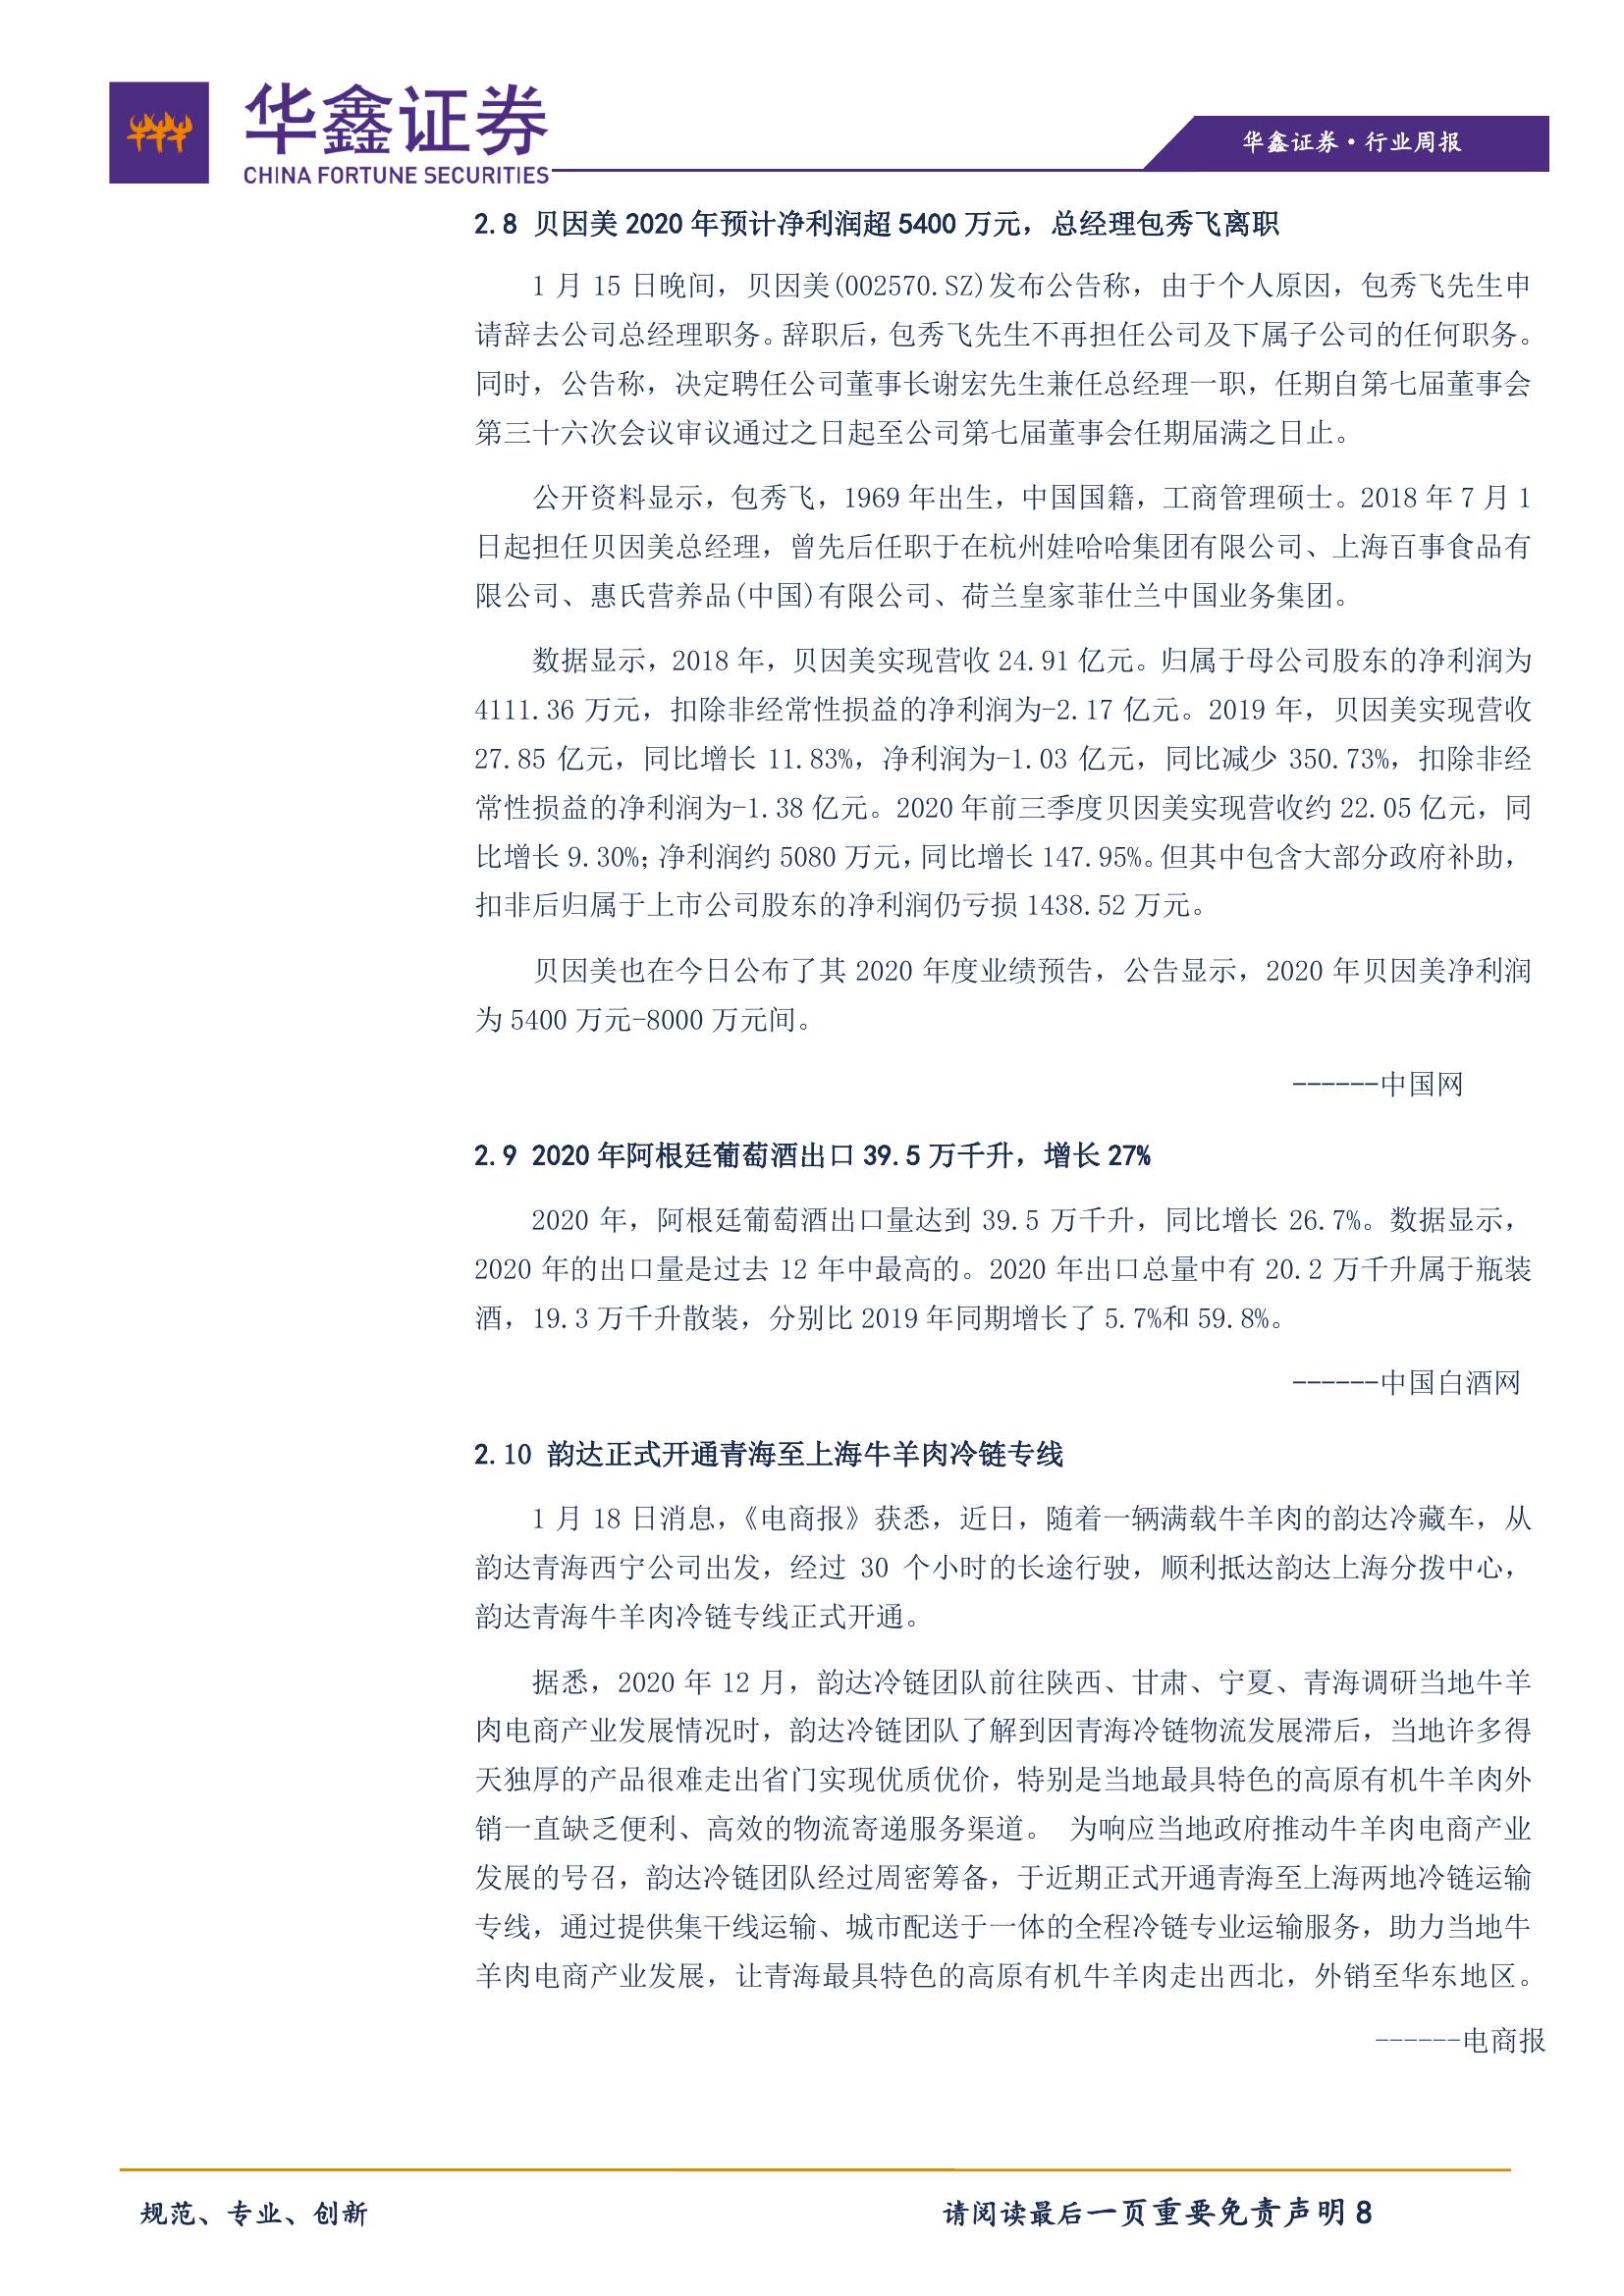 华鑫证券
CHINA FORTUNE SECURITIES
华鑫证券·行业周报
2.8 贝因美 2020 年预计净利润超 5400 万元，总经理包秀飞离职
1 月 15 日晚间，贝因美(002570.SZ)发布公告称，由于个人原因，包秀飞先生申
请辞去公司总经理职务。辞职后，包秀飞先生不再担任公司及下属子公司的任何职务。
同时，公告称，决定聘任公司董事长谢宏先生兼任总经理一职，任期自第七届董事会
第三十六次会议审议通过之日起至公司第七届董事会任期届满之日止。
公开资料显示，包秀飞，1969 年出生，中国国籍，工商管理硕士。2018 年 7 月 1
日起担任贝因美总经理，曾先后任职于在杭州娃哈哈集团有限公司、上海百事食品有
限公司、惠氏营养品(中国)有限公司、荷兰皇家菲仕兰中国业务集团。
数据显示，2018 年，贝因美实现营收 24.91 亿元。归属于母公司股东的净利润为
4111.36 万元，扣除非经常性损益的净利润为-2.17 亿元。2019 年，贝因美实现营收
27.85 亿元，同比增长 11.83%，净利润为-1.03 亿元，同比减少 350.73%，扣除非经
常性损益的净利润为-1.38 亿元。2020 年前三季度贝因美实现营收约 22.05 亿元，同
比增长 9.30%；净利润约 5080 万元，同比增长 147.95%。但其中包含大部分政府补助，
扣非后归属于上市公司股东的净利润仍亏损 1438.52 万元。
贝因美也在今日公布了其 2020 年度业绩预告，公告显示，2020 年贝因美净利润
为 5400 万元-8000 万元间。
------中国网
2.9 2020 年阿根廷葡萄酒出口 39.5 万千升，增长 27%
2020 年，阿根廷葡萄酒出口量达到 39.5 万千升，同比增长 26.7%。数据显示，
2020 年的出口量是过去 12 年中最高的。2020 年出口总量中有 20.2 万千升属于瓶装
酒，19.3 万千升散装，分别比 2019 年同期增长了 5.7%和 59.8%。
------中国白酒网
2.10 韵达正式开通青海至上海牛羊肉冷链专线
1 月 18 日消息，《电商报》获悉，近日，随着一辆满载牛羊肉的韵达冷藏车，从
韵达青海西宁公司出发，经过 30 个小时的长途行驶，顺利抵达韵达上海分拨中心，
韵达青海牛羊肉冷链专线正式开通。
据悉，2020 年 12 月，韵达冷链团队前往陕西、甘肃、宁夏、青海调研当地牛羊
肉电商产业发展情况时，韵达冷链团队了解到因青海冷链物流发展滞后，当地许多得
天独厚的产品很难走出省门实现优质优价，特别是当地最具特色的高原有机牛羊肉外
销一直缺乏便利、高效的物流寄递服务渠道。 为响应当地政府推动牛羊肉电商产业
发展的号召，韵达冷链团队经过周密筹备，于近期正式开通青海至上海两地冷链运输
专线，通过提供集干线运输、城市配送于一体的全程冷链专业运输服务，助力当地牛
羊肉电商产业发展，让青海最具特色的高原有机牛羊肉走出西北，外销至华东地区。
------电商报
规范、专业、创新
请阅读最后一页重要免责声明 8